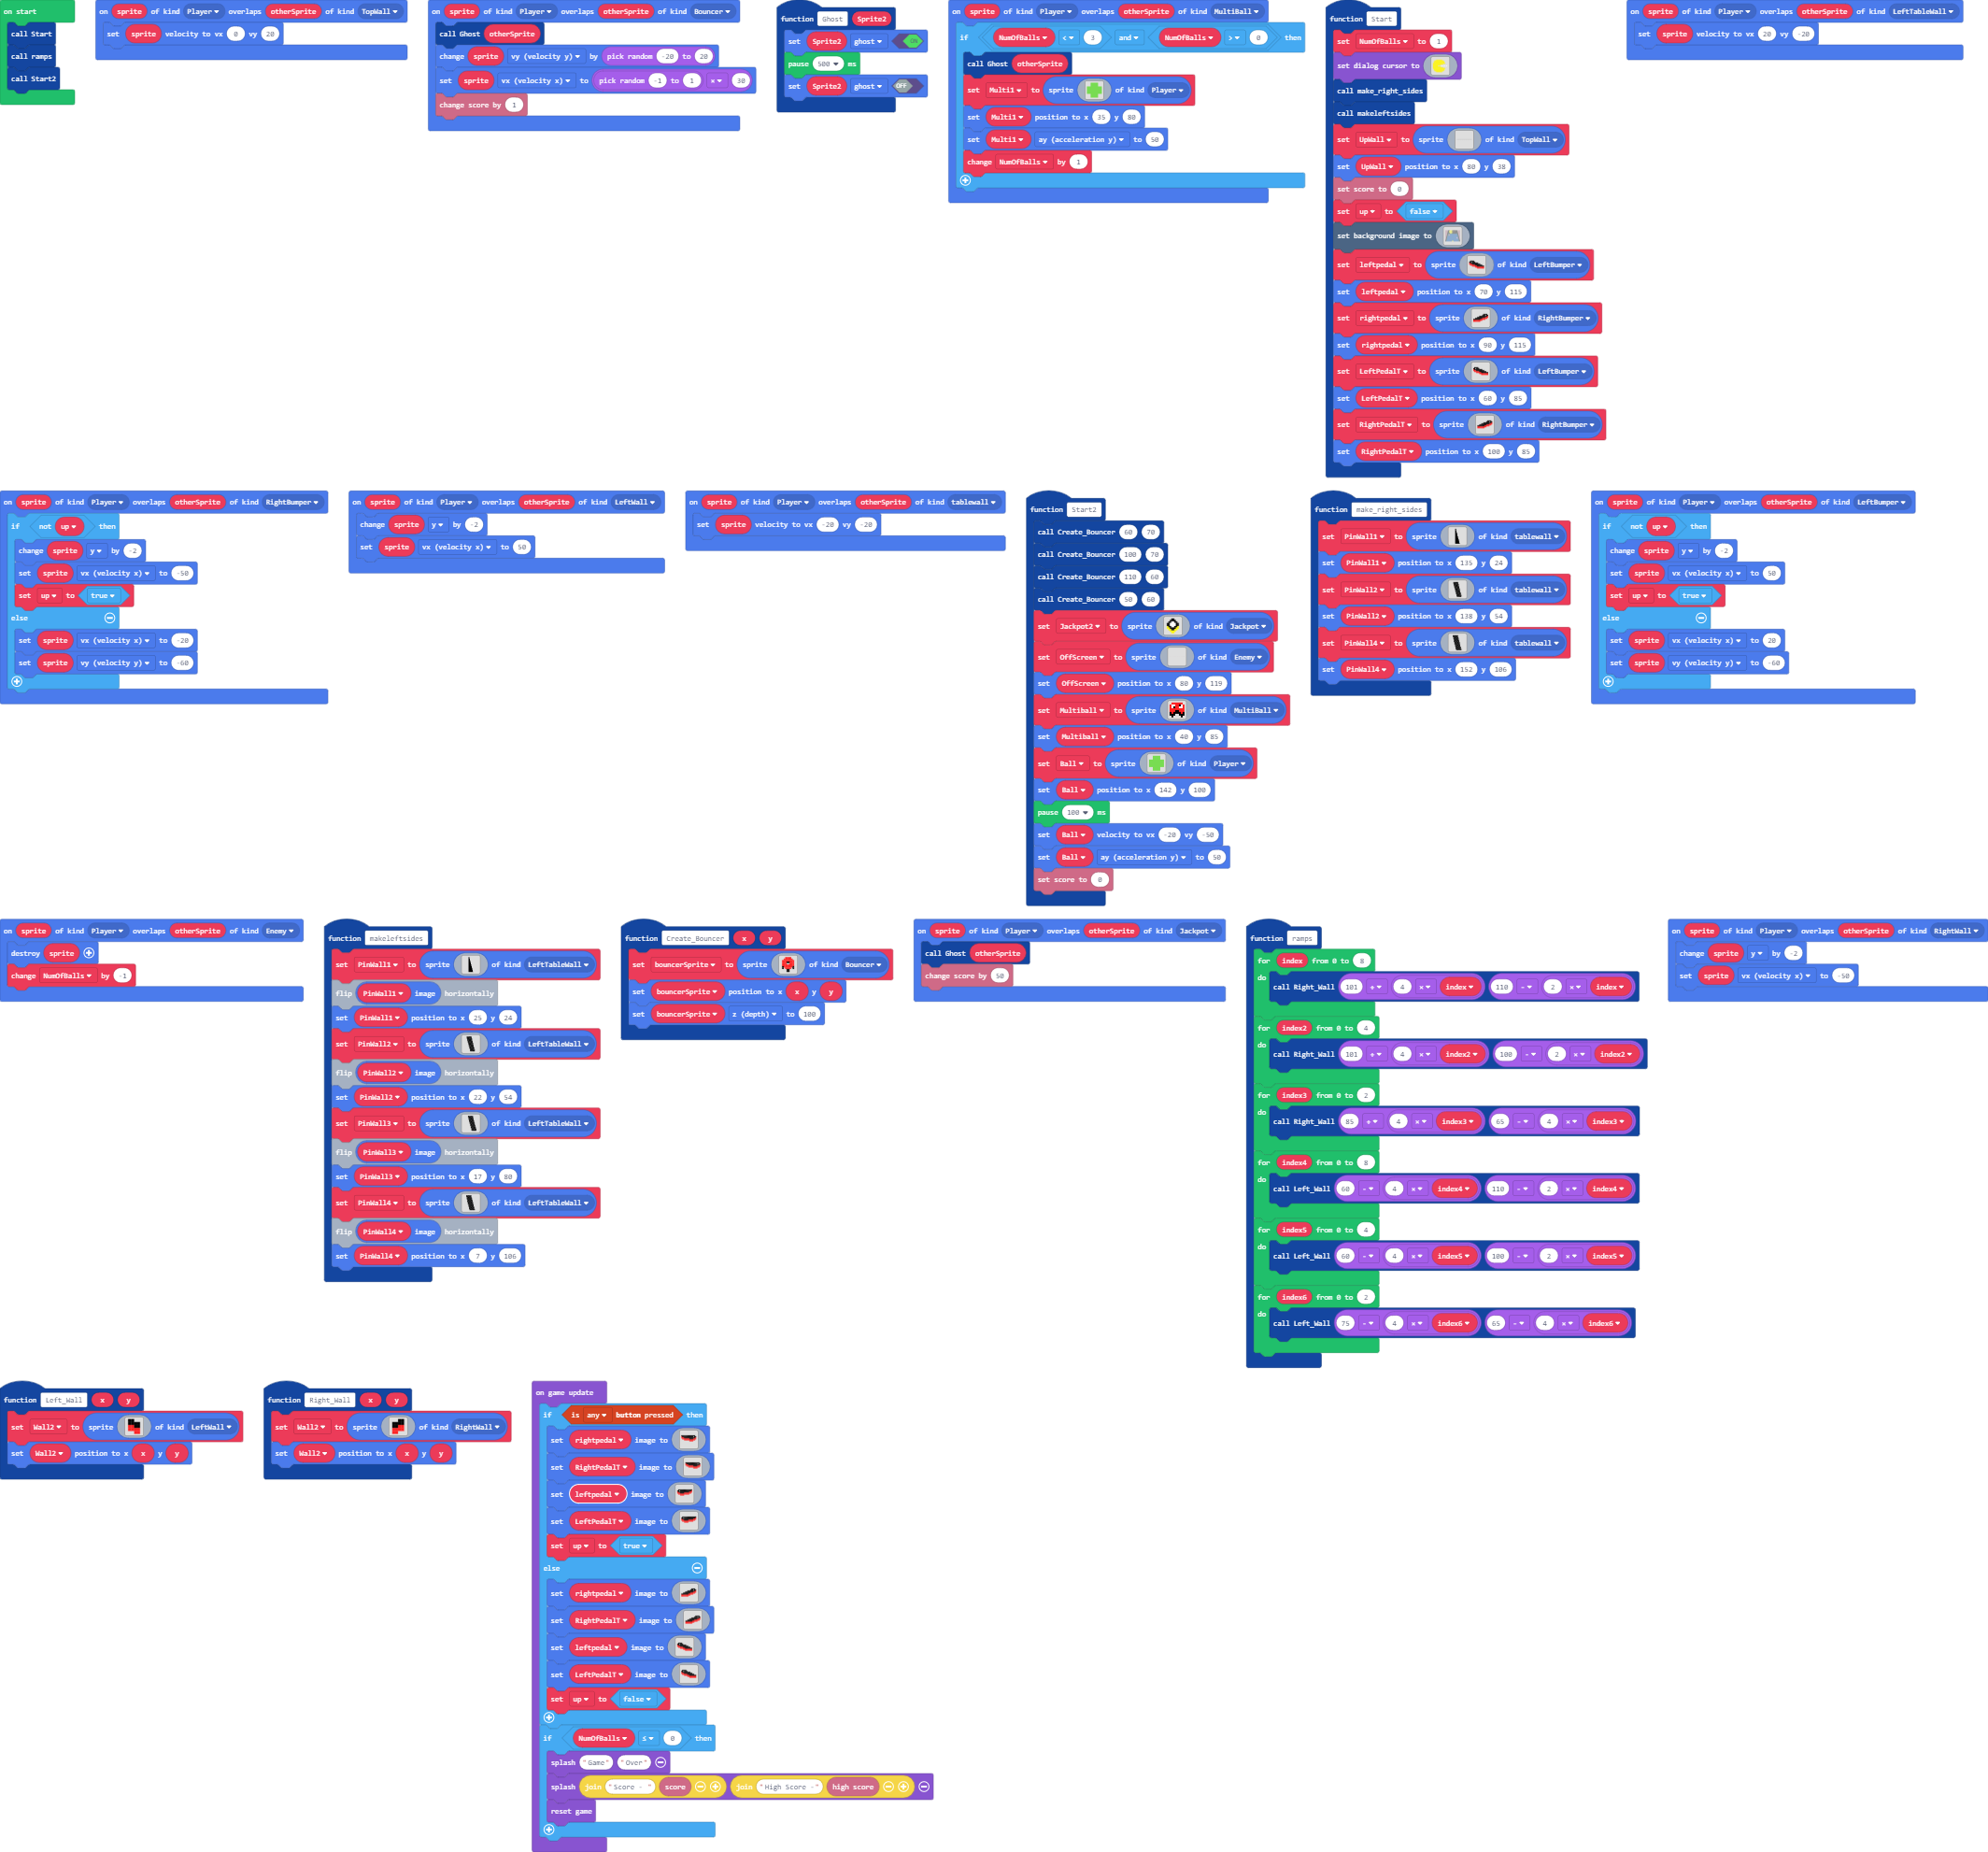 on start
call Start
call ramps
call Start2
on sprite of kind Player overlaps otherSprite of kind TopWall
set sprite velocity to vx 0 vy 20
on sprite of kind Player overlaps otherSprite of kind Bouncer
call Ghost otherSprite
change sprite vy (velocity y) by pick random -20 to 20
set sprite vx (velocity x) to pick random -1 to 1 × 30
change score by 1
function Ghost Sprite2
set Sprite2 ghost ON
pause 500 ms
set Sprite2 ghost Off
on sprite of kind Player overlaps otherSprite of kind MultiBall
if NumOfBalls < 3 and NumOfBalls > 0 then
call Ghost otherSprite
set Multi1 to sprite of kind Player
set Multi1 position to x 35 y 80
set Multi1 ay (acceleration y) to 50
change NumOfBalls by 1
function Start
set NumOfBalls to 1
set dialog cursor to
call make_right_sides
call makeleftsides
set UpWall to sprite of kind TopWall
set UpWall position to x 80 y 38
set score to 0
set up to false
set background image to
set leftpedal to sprite of kind LeftBumper
set leftpedal position to x 70 y 115
set rightpedal to sprite of kind RightBumper
set rightpedal position to x 90 y 115
set LeftPedalT to sprite of kind LeftBumper
set LeftPedalT position to x 60 y 85
set RightPedalT to sprite of kind RightBumper
set RightPedalT position to x 100 y 85
on sprite of kind Player overlaps otherSprite of kind LeftTableWall
set sprite velocity to vx 20 vy -20
on sprite of kind Player overlaps otherSprite of kind RightBumper
if not up then
change sprite y by -2
set sprite vx (velocity x) to -50
set up to true
else
set sprite vx (velocity x) to -20
set sprite vy (velocity y) to -60
on sprite of kind Player overlaps otherSprite of kind LeftWall
change sprite y by -2
set sprite vx (velocity x) to 50
on sprite of kind Player overlaps otherSprite of kind tablewall
set sprite velocity to vx -20 vy -20
function Start2
call Create_Bouncer 60 70
call Create_Bouncer 100 70
call Create_Bouncer 110 60
call Create_Bouncer 50 60
set Jackpot2 to sprite of kind Jackpot
set OffScreen to sprite of kind Enemy
set OffScreen position to x 80 y 119
set Multiball to sprite of kind MultiBall
set Multiball position to x 40 y 85
set Ball to sprite of kind Player
set Ball position to x 142 y 100
pause 100 ms
set Ball velocity to vx -20 vy -50
set Ball ay (acceleration y) to 50
set score to 0
function make_right_sides
set PinWall1 to sprite of kind tablewall
set PinWall1 position to x 135 y 24
set PinWall2 to sprite of kind tablewall
set PinWall2 position to x 138 y 54
set PinWall4 to sprite of kind tablewall
set PinWall4 position to x 152 y 106
on sprite of kind Player overlaps otherSprite of kind LeftBumper
if not up then
change sprite y by -2
set sprite vx (velocity x) to 50
set up to true
else
set sprite vx (velocity x) to 20
set sprite vy (velocity y) to -60
on sprite of kind Player overlaps otherSprite of kind Enemy
destroy sprite
change NumOfBalls by -1
function makeleftsides
set PinWall1 to sprite of kind LeftTableWall
flip PinWall1 image horizontally
set PinWall1 position to x 25 y 24
set PinWall2 to sprite of kind LeftTableWall
flip PinWall2 image horizontally
set PinWall2 position to x 22 y 54
set PinWall3 to sprite of kind LeftTableWall
flip PinWall3 image horizontally
set PinWall3 position to x 17 y 80
set PinWall4 to sprite of kind LeftTableWall
flip PinWall4 image horizontally
set PinWall4 position to x 7 y 106
function Create_Bouncer x y
set bouncerSprite to sprite of kind Bouncer
set bouncerSprite position to x x y y
set bouncerSprite z (depth) to 100
on sprite of kind Player overlaps otherSprite of kind Jackpot
call Ghost otherSprite
change score by 50
function ramps
for index from 0 to 8
do
call Right_Wall 101 + 4 × index 110 - 2 × index
for index2 from 0 to 4
do
call Right_Wall 101 + 4 × index2 100 - 2 × index2
for index3 from 0 to 2
do
call Right_Wall 85 + 4 × index3 65 - 4 × index3
for index4 from 0 to 8
do
call Left_Wall 60 - 4 × index4 110 - 2 × index4
for index5 from 0 to 4
do
call Left_Wall 60 - 4 × index5 100 - 2 × index5
for index6 from 0 to 2
do
call Left_Wall 75 - 4 × index6 65 - 4 × index6
on sprite of kind Player overlaps otherSprite of kind RightWall
change sprite y by -2
set sprite vx (velocity x) to -50
function Left_Wall x y
set Wall2 to sprite of kind LeftWall
set Wall2 position to x x y y
function Right_Wall x y
set Wall2 to sprite of kind RightWall
set Wall2 position to x x y y
on game update
if is any button pressed then
set rightpedal image to
set RightPedalT image to
set leftpedal image to
set LeftPedalT image to
set up to true
else
set rightpedal image to
set RightPedalT image to
set leftpedal image to
set LeftPedalT image to
set up to false
if NumOfBalls ≤ 0 then
splash "Game" "Over"
splash join "Score - " score join "High Score -" high score
reset game